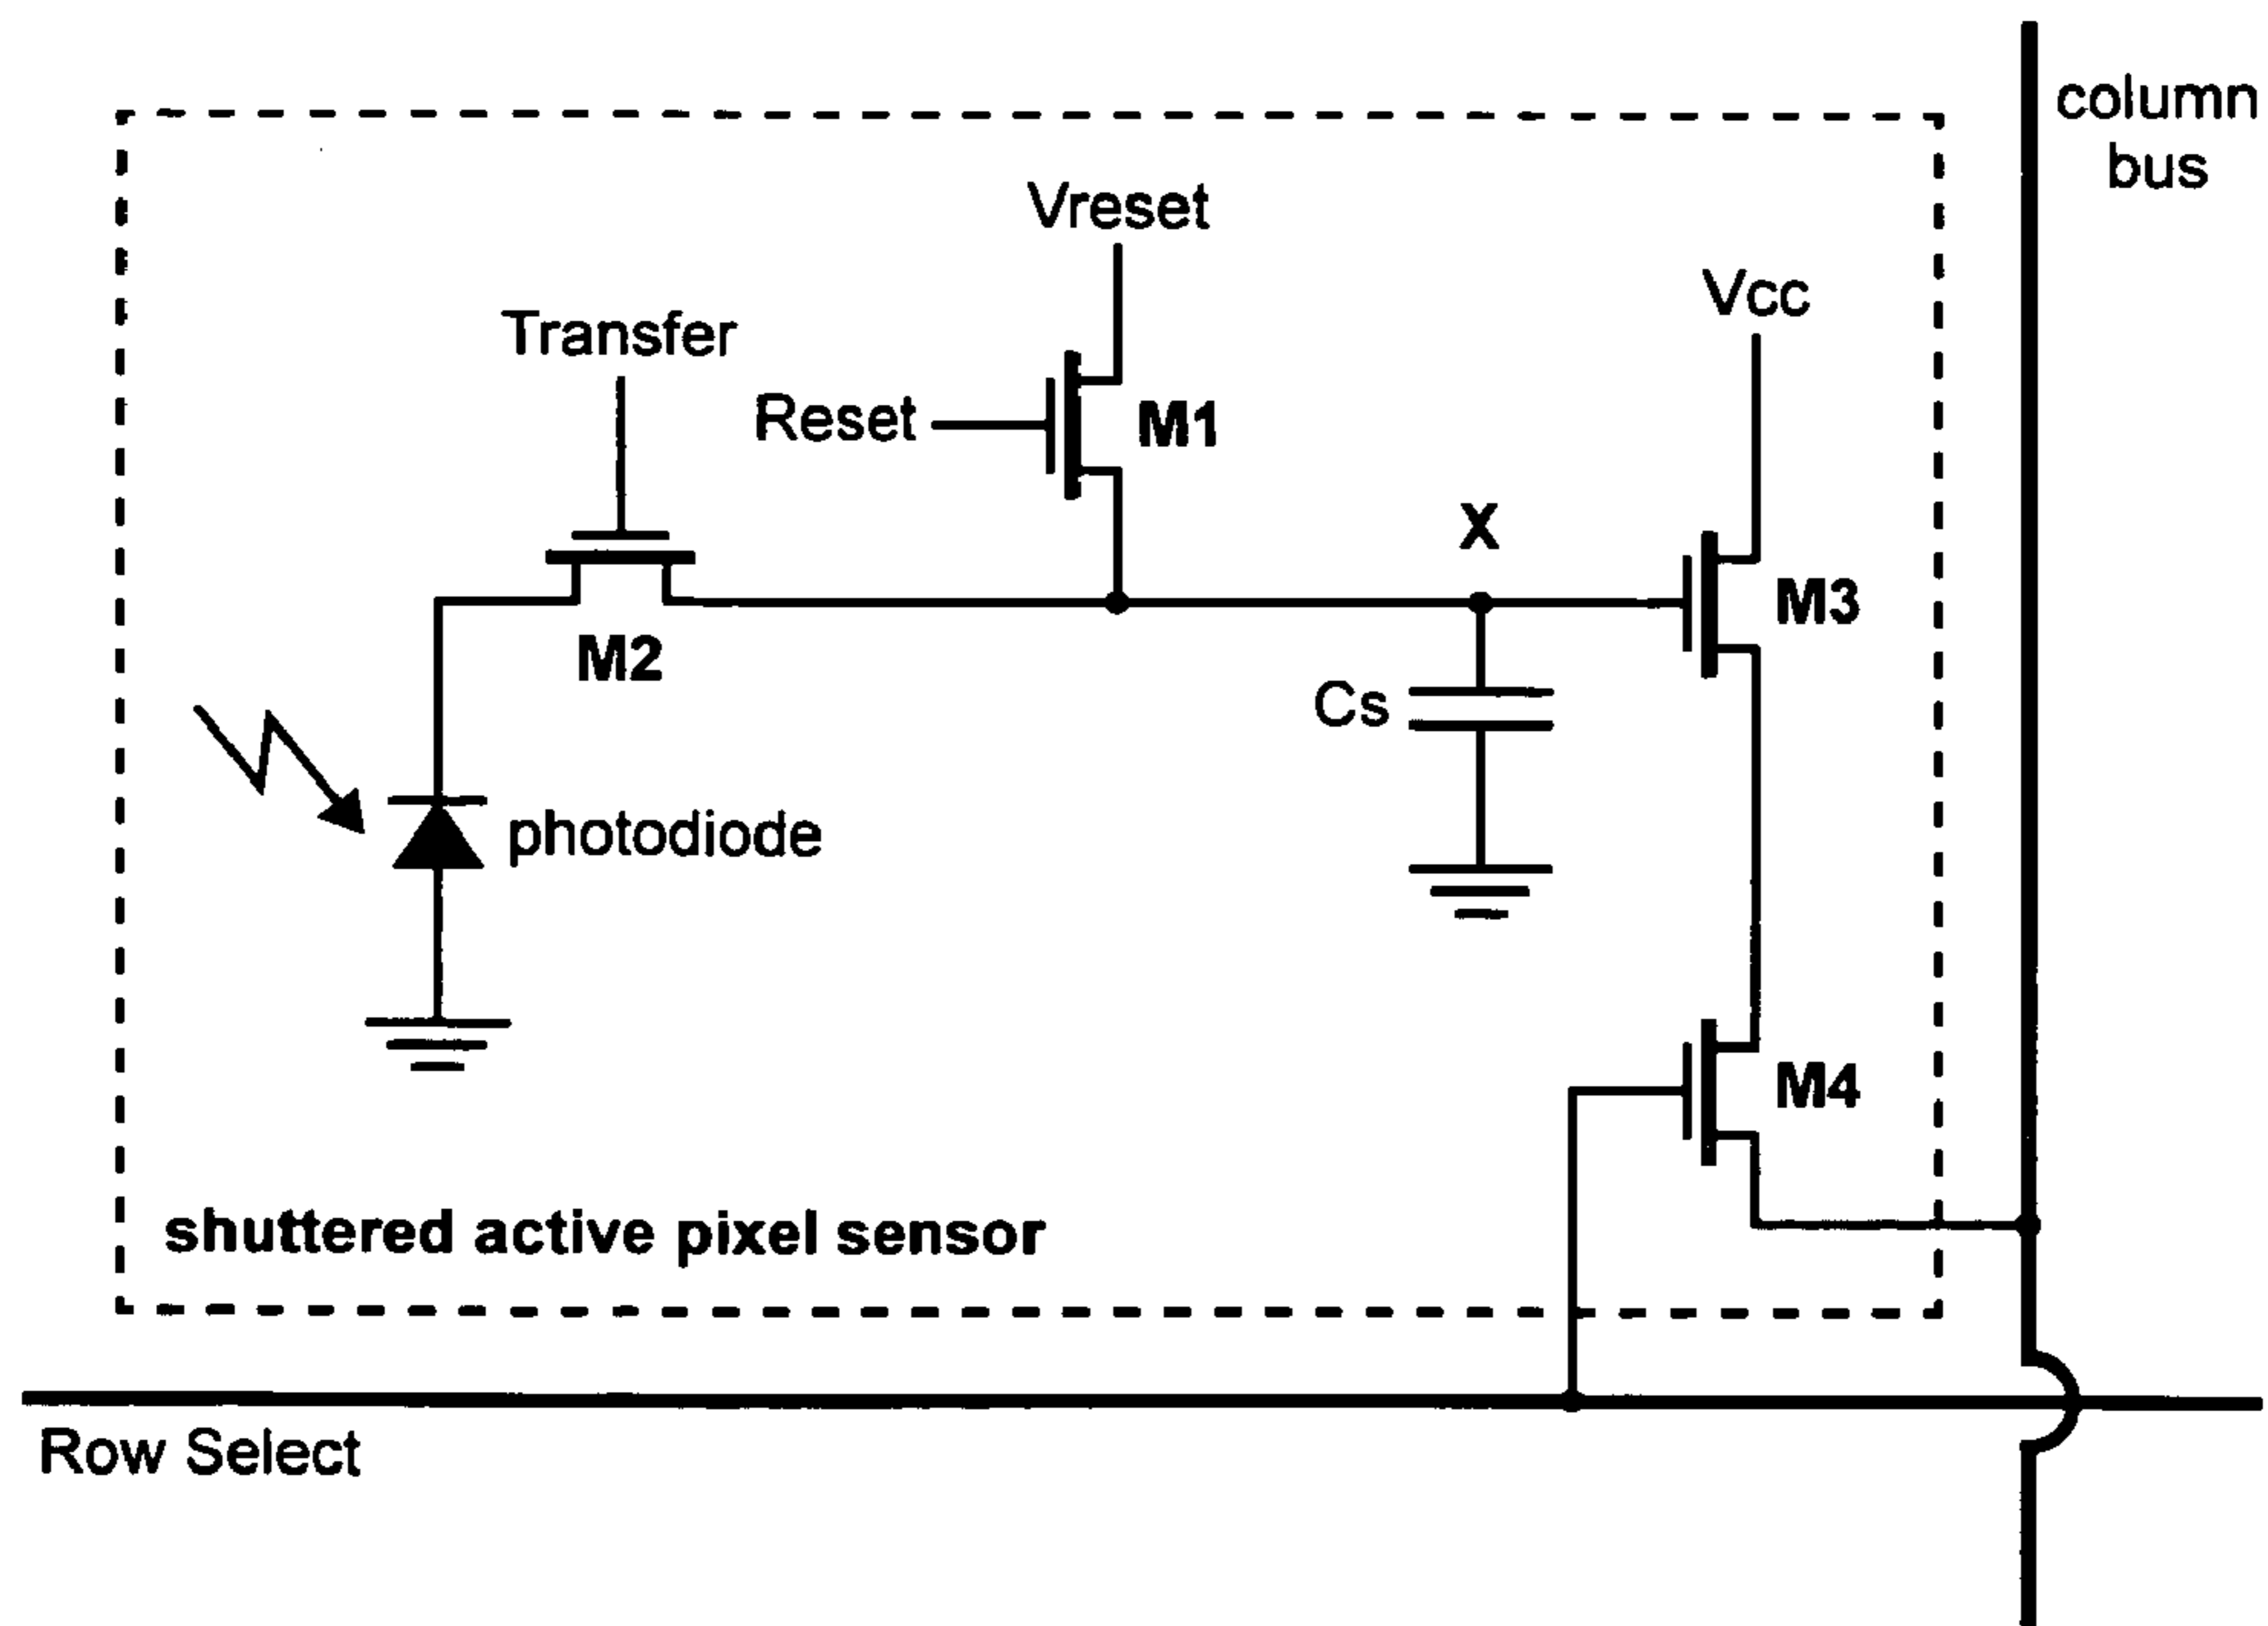 column
bus
Vreset
Vcc
Transfer
Reset
M1
X
M3
M2
Cs
photodiode
M4
shuttered active pixel sensor
Row Select